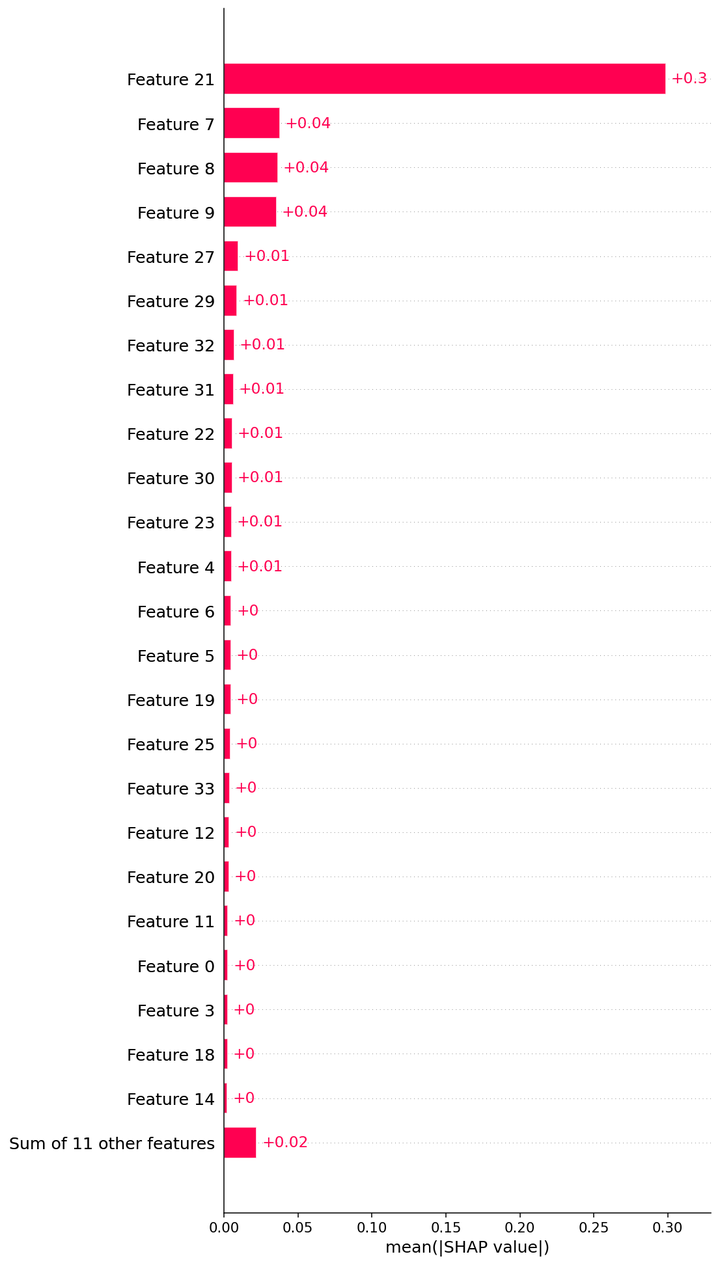 Feature 21 +0.3
Feature 7 +0.04
Feature 8 +0.04
Feature 9 +0.04
Feature 27 +0.01
Feature 29 +0.01
Feature 32 +0.01
Feature 31 +0.01
Feature 22 +0.01
Feature 30 +0.01
Feature 23 +0.01
Feature 4 +0.01
Feature 6 +0
Feature 5 +0
Feature 19 +0
Feature 25 +0
Feature 33 +0
Feature 12 +0
Feature 20 +0
Feature 11 +0
Feature 0 +0
Feature 3 +0
Feature 18 +0
Feature 14 +0
Sum of 11 other features +0.02
0.00 0.05 0.10 0.15 0.20 0.25 0.30
mean(|SHAP value|)